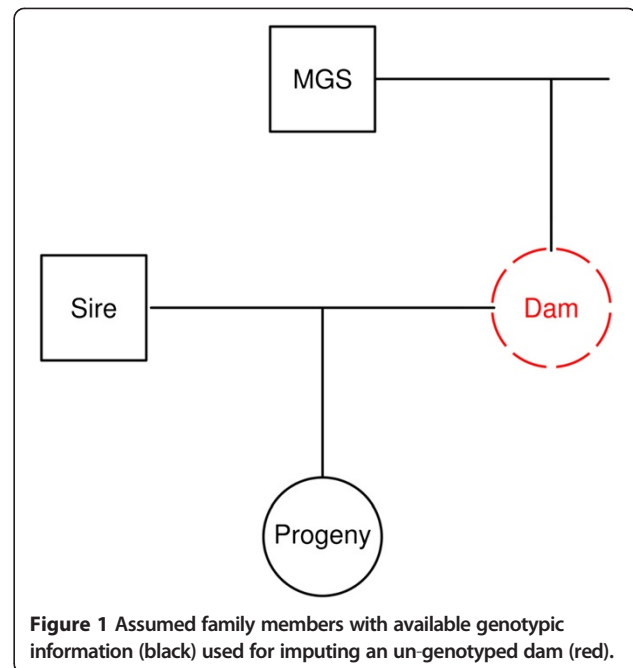 MGS
Sire
Dam
Progeny
Figure 1 Assumed family members with available genotypic
information (black) used for imputing an un-genotyped dam (red).